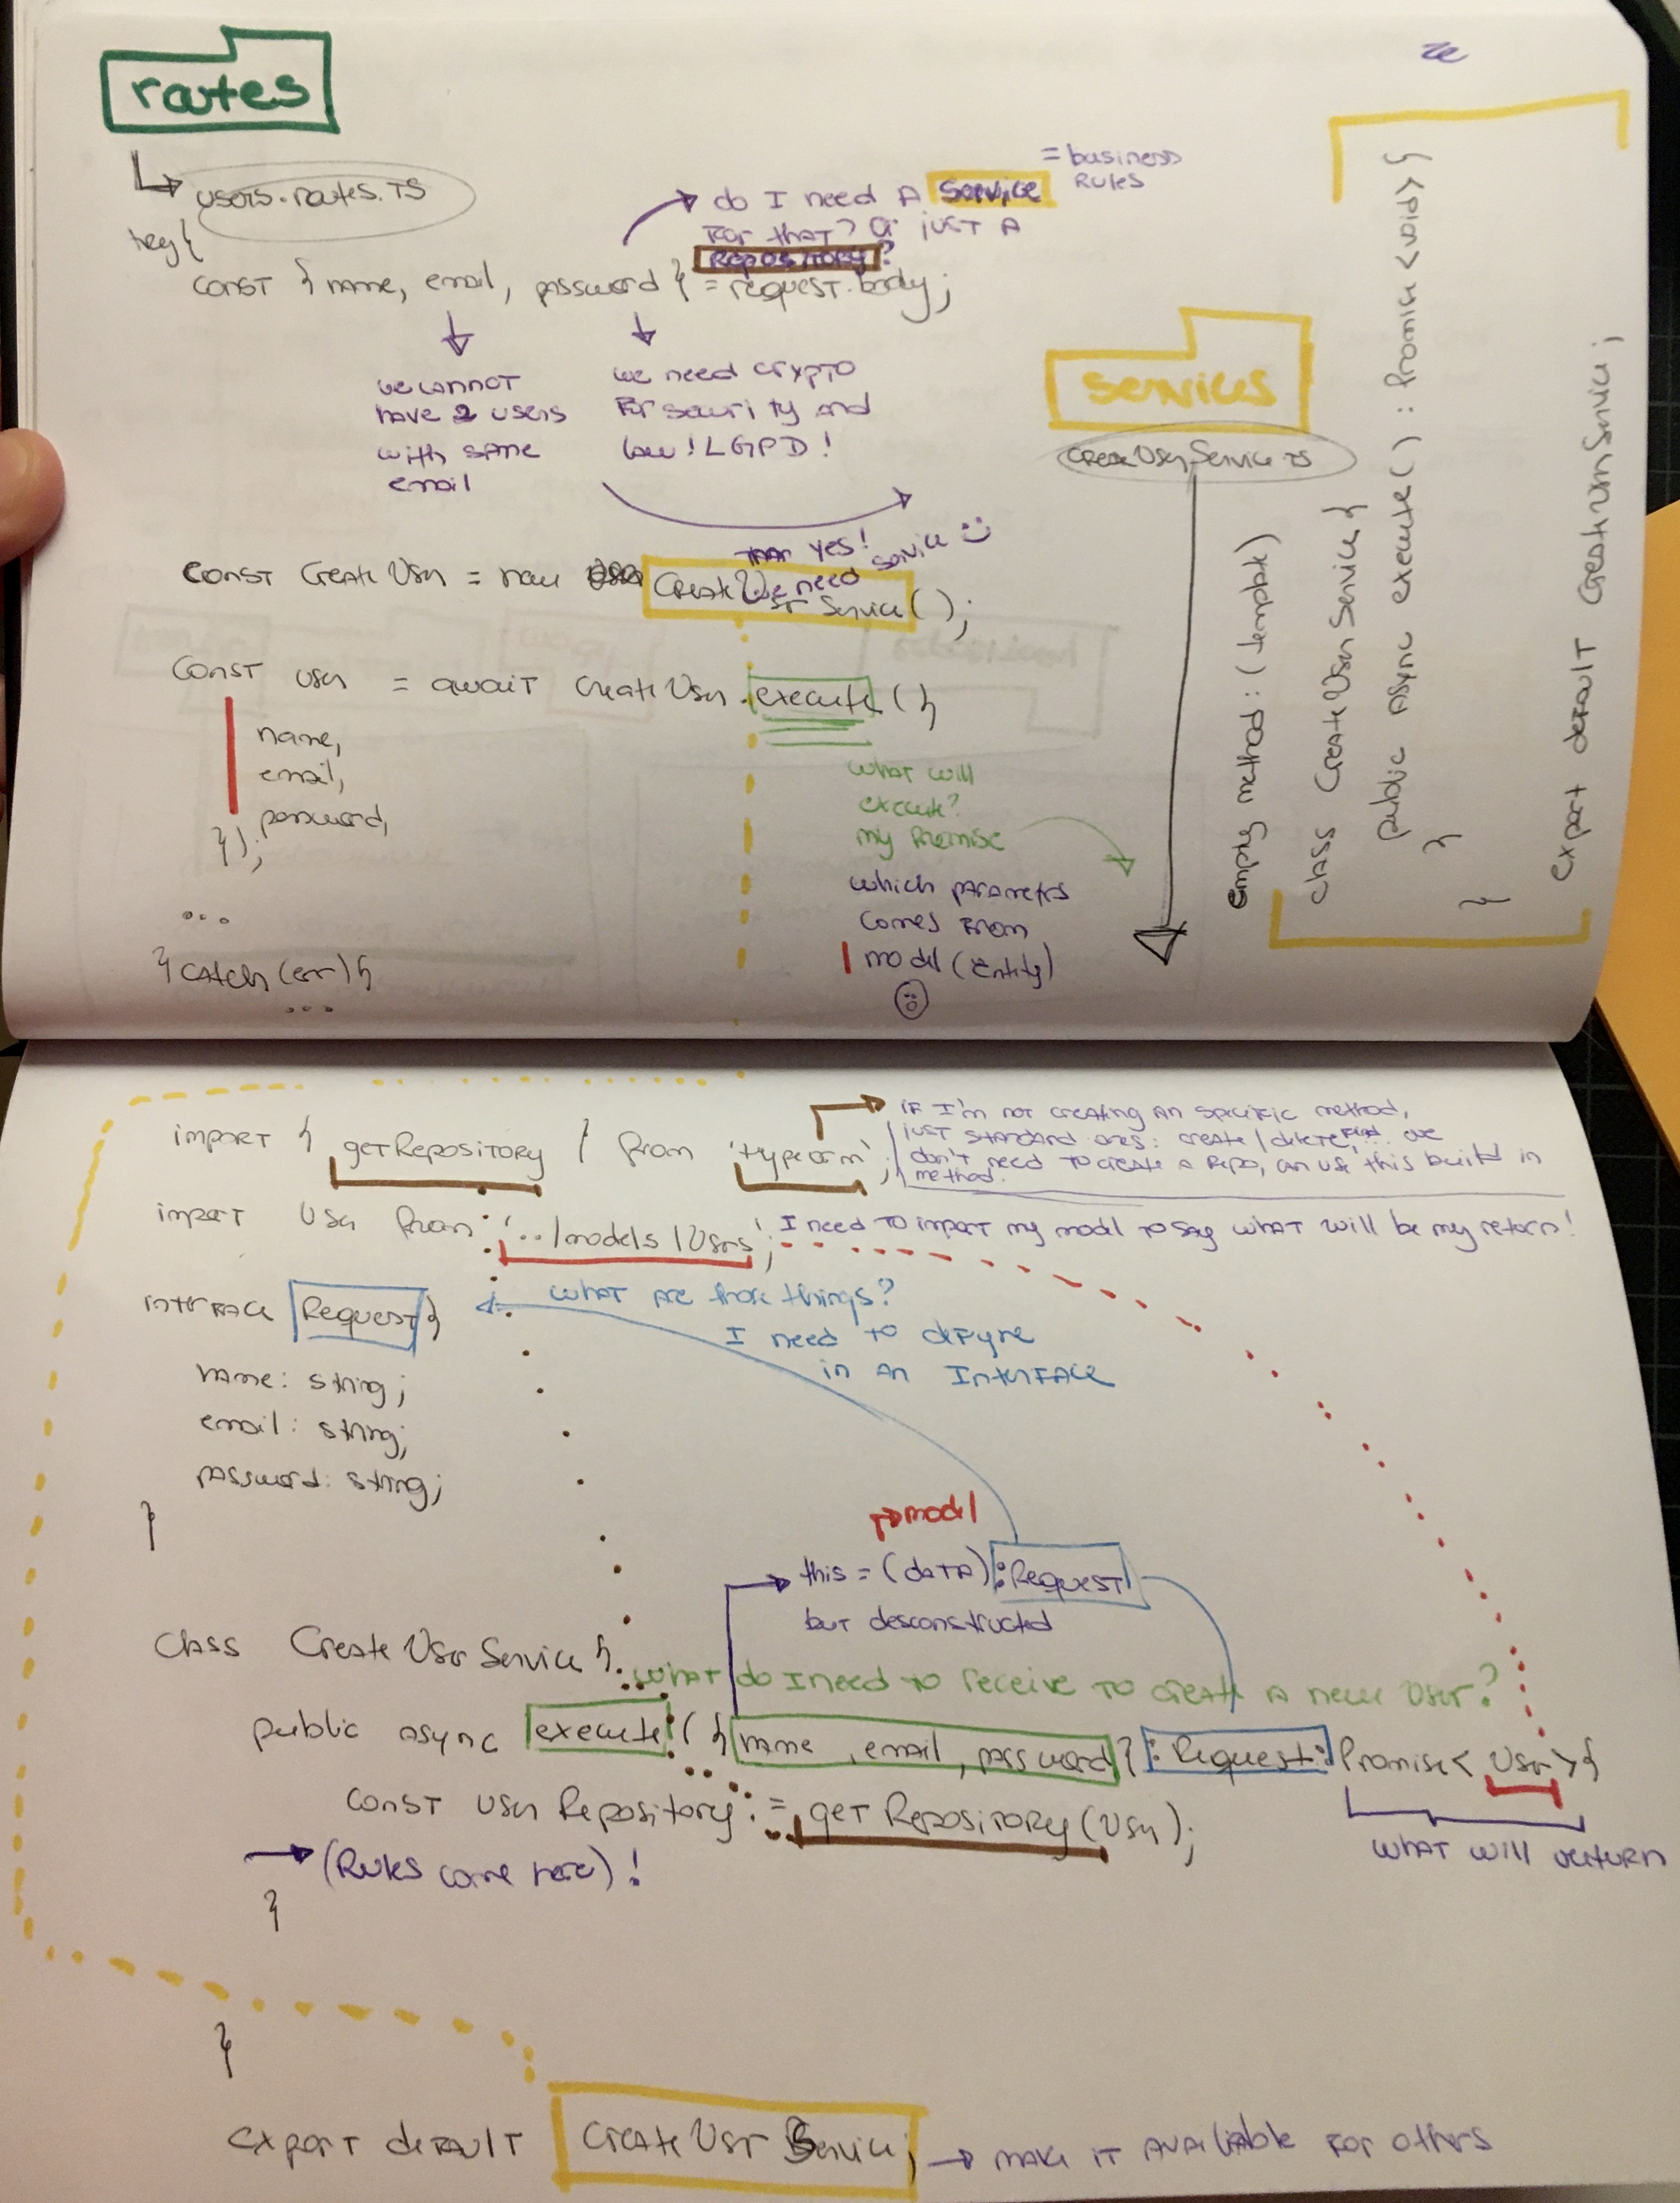 routes
users.routes.TS
try{
= business
rules
do I need a service
for that? or just a
repository?
const { name, email, password } = request.body;
we cannot
have 2 users
with same
email
we need crypto
for security and
law! LGPD!
than yes!
we need service
const createUser = new CreateUserService();
const user = await createUser.execute({
name,
email,
password,
});
...
} catch (err) {
...
what will
execute?
my promise
which parametrs
comes from
model (Entity)
services
createUserService.ts
empty method: (template)
class CreateUserService {
public async execute() : Promise <void> {
}
}
export default CreateUserService;
import { getRepository } from 'typeorm';
if I'm not creating an specific method,
just standard ones: create/delete find we
don't need to create a repo, can use this build in
method.
import User from '../models/Users';
I need to import my model to say what will be my return!
interface Request {
what are those things?
I need to defyne
in an Interface
name: string;
email: string;
password: string;
}
model
this = (data) :Request
but desconstructed
class CreateUserService {
what do I need to receive to create a new user?
public async execute ({ name, email, password } :Request: Promise< User >{
const userRepository = getRepository(User);
what will return
(Rules come here)!
}
}
export default CreateUserService;
make it available for others